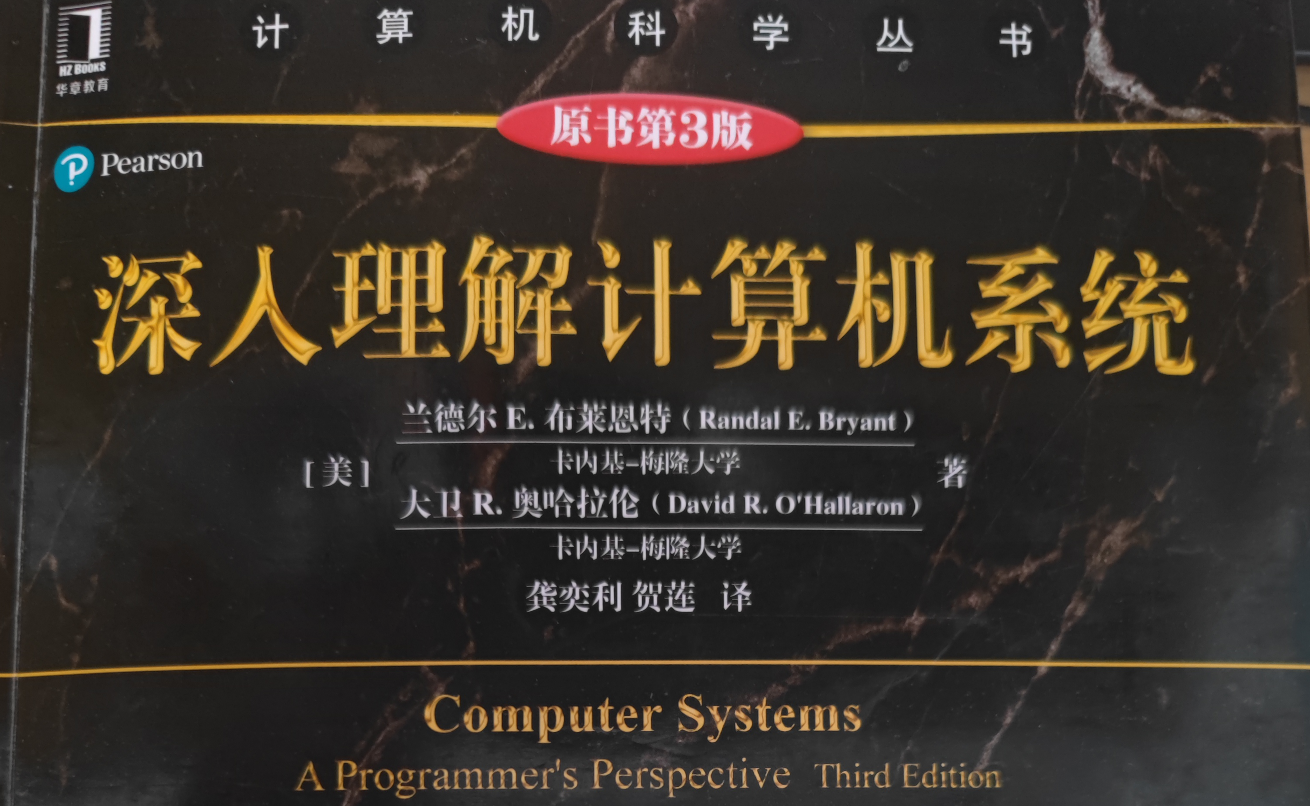 计算机科学丛书
HZ BOOKS
华章教育
原书第3版
Pearson
深入理解计算机系统
兰德尔 E. 布莱恩特（Randal E. Bryant）
卡内基-梅隆大学
[美] 著
大卫 R. 奥哈拉伦（David R. O'Hallaron）
卡内基-梅隆大学
龚奕利 贺莲 译
Computer Systems
A Programmer's Perspective Third Edition